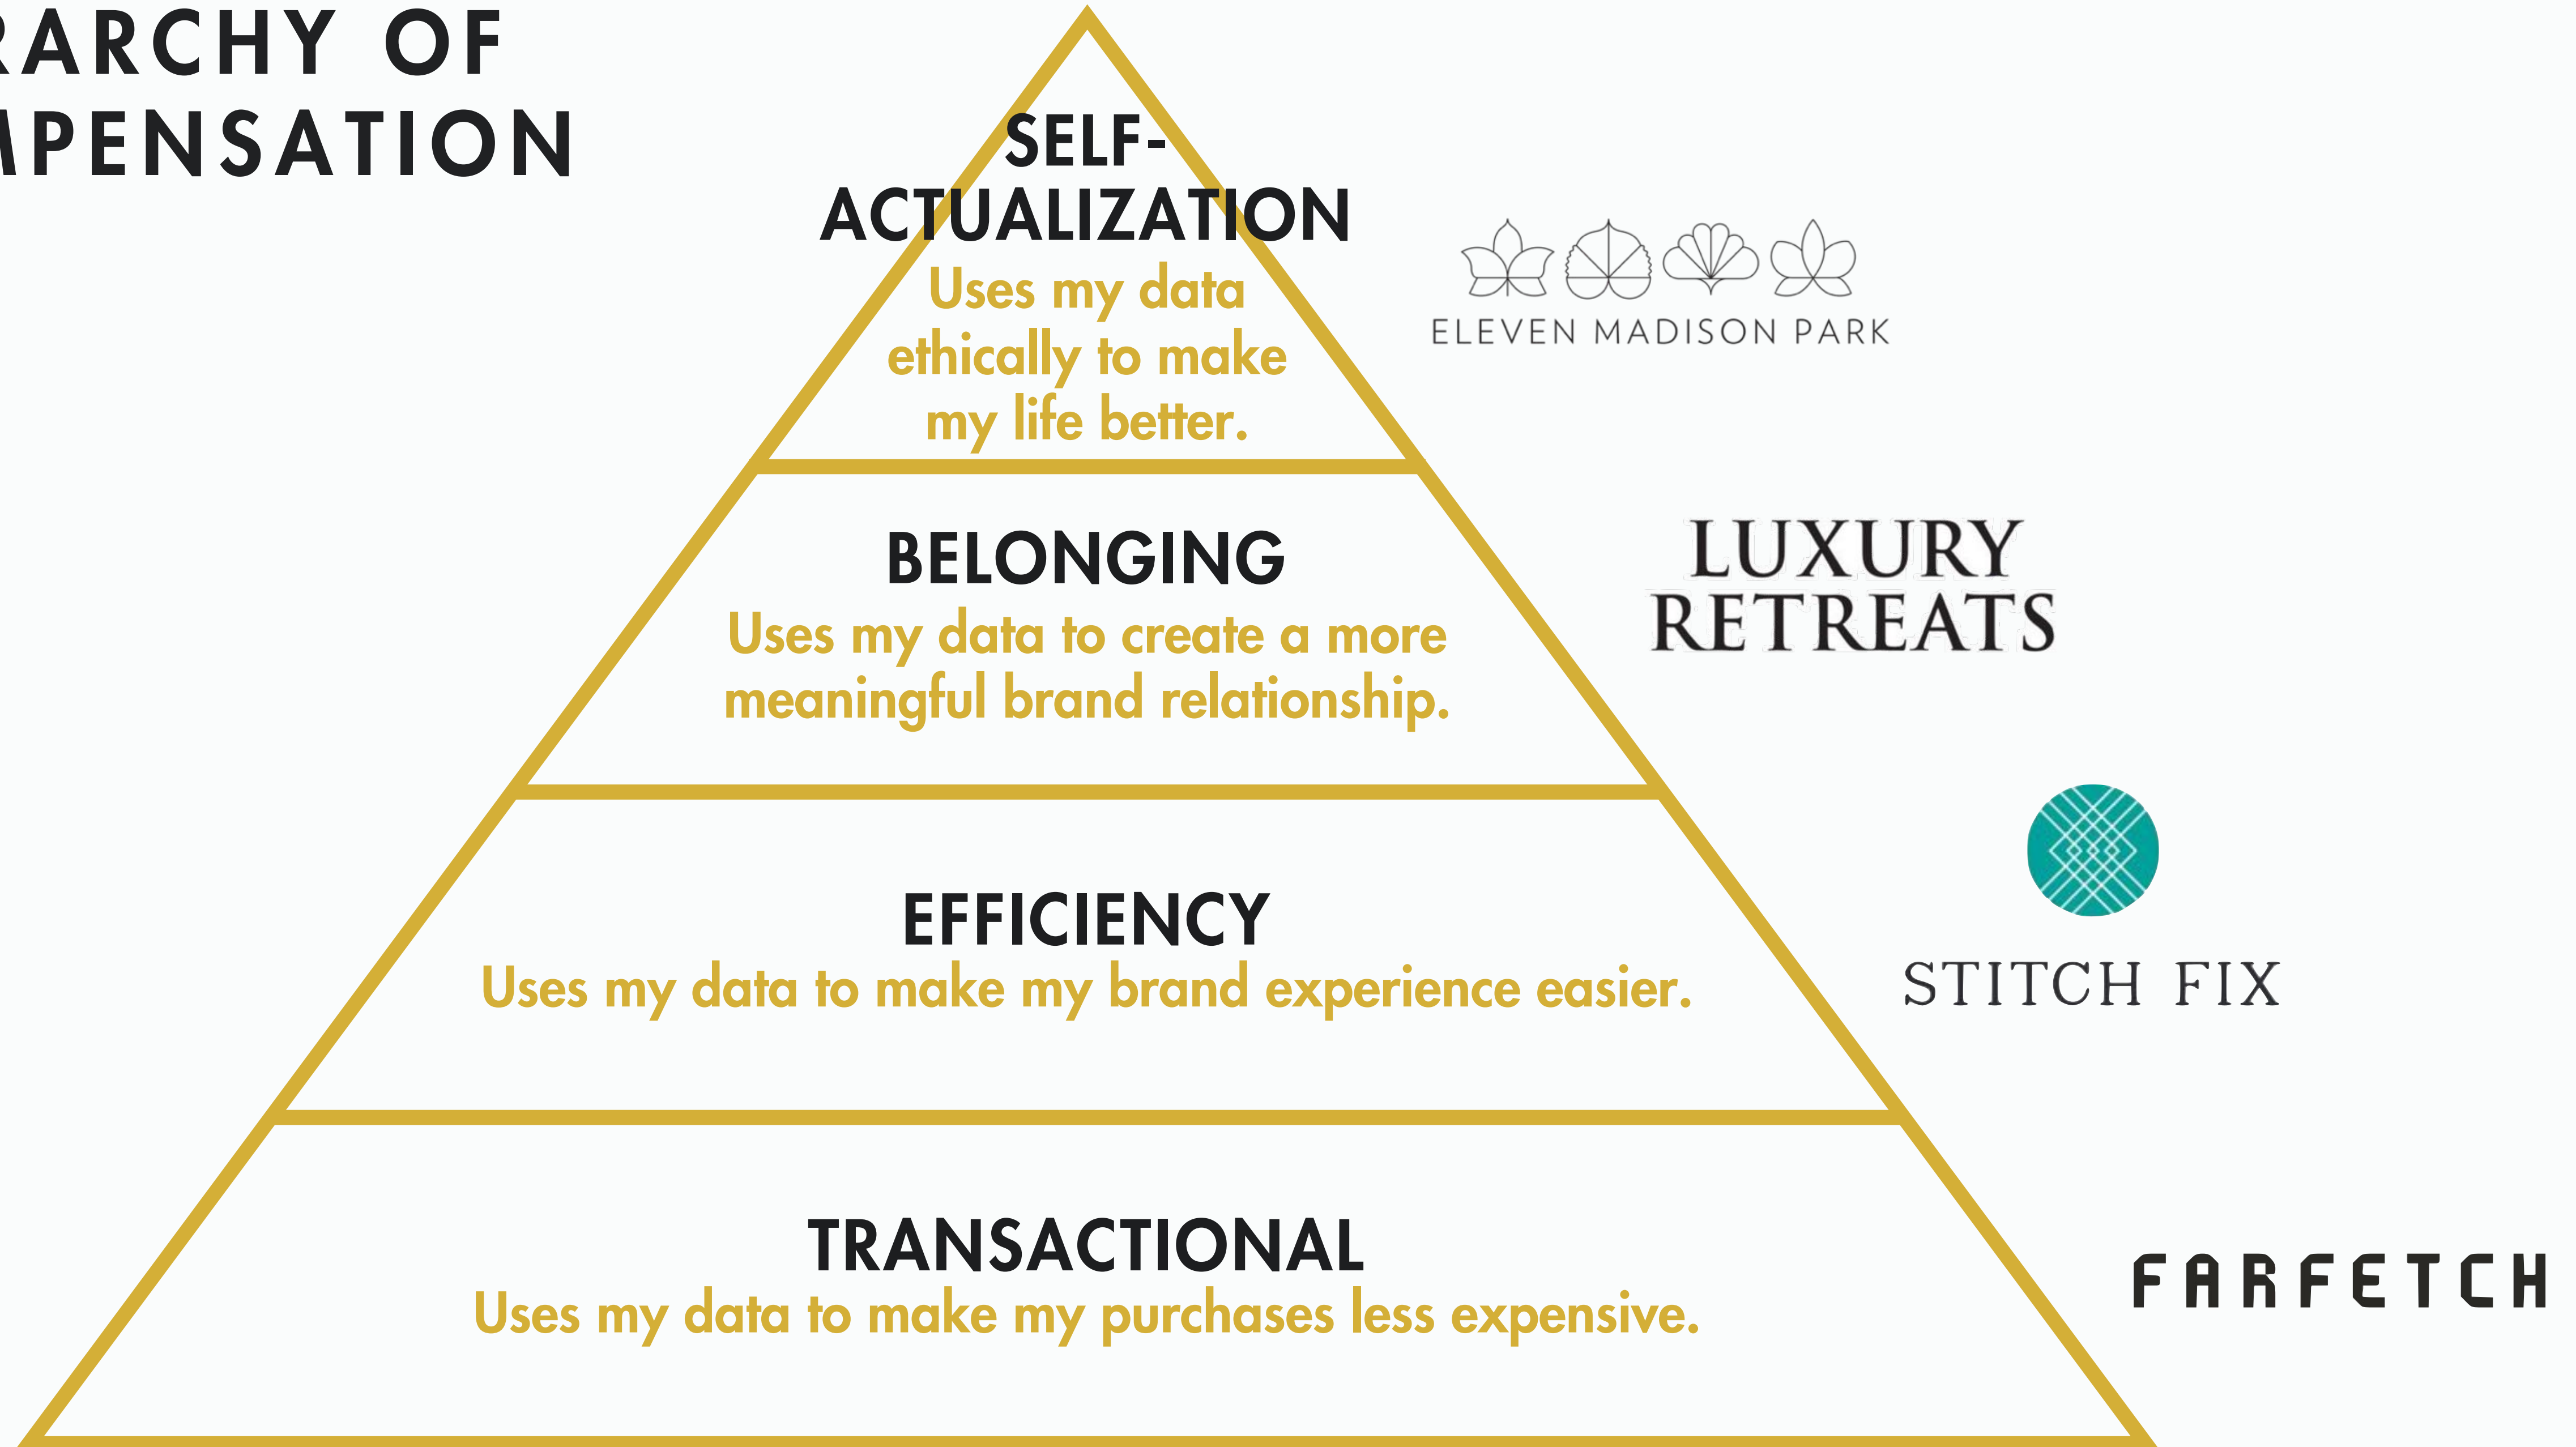 RARCHY OF
MPENSATION
SELF-
ACTUALIZATION
Uses my data
ethically to make
my life better.
ELEVEN MADISON PARK
BELONGING
Uses my data to create a more
meaningful brand relationship.
LUXURY
RETREATS
EFFICIENCY
Uses my data to make my brand experience easier.
STITCH FIX
TRANSACTIONAL
Uses my data to make my purchases less expensive.
FARFETCH